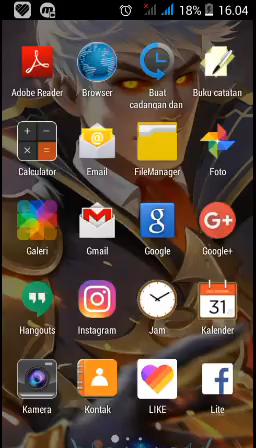 18% 16.04
Adobe Reader Browser Buat cadangan dan Buku catatan
Calculator Email FileManager Foto
Galeri Gmail Google Google+
31
Hangouts Instagram Jam Kalender
Kamera Kontak LIKE Lite